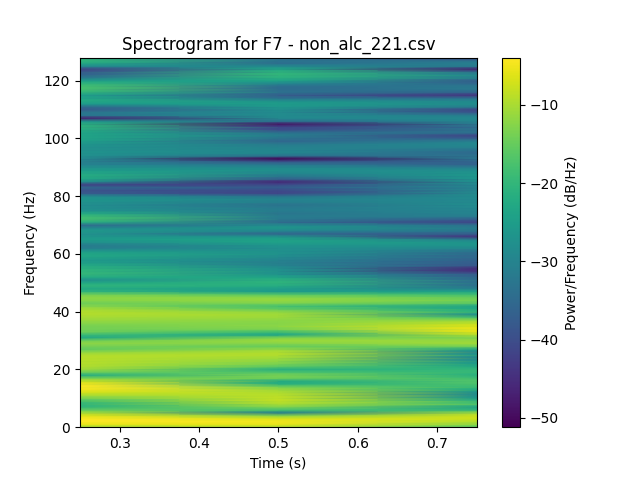 Spectrogram for F7 - non_alc_221.csv
120
100
80
60
40
20
0
Frequency (Hz)
0.3 0.4 0.5 0.6 0.7
Time (s)
−10
−20
−30
−40
−50
Power/Frequency (dB/Hz)